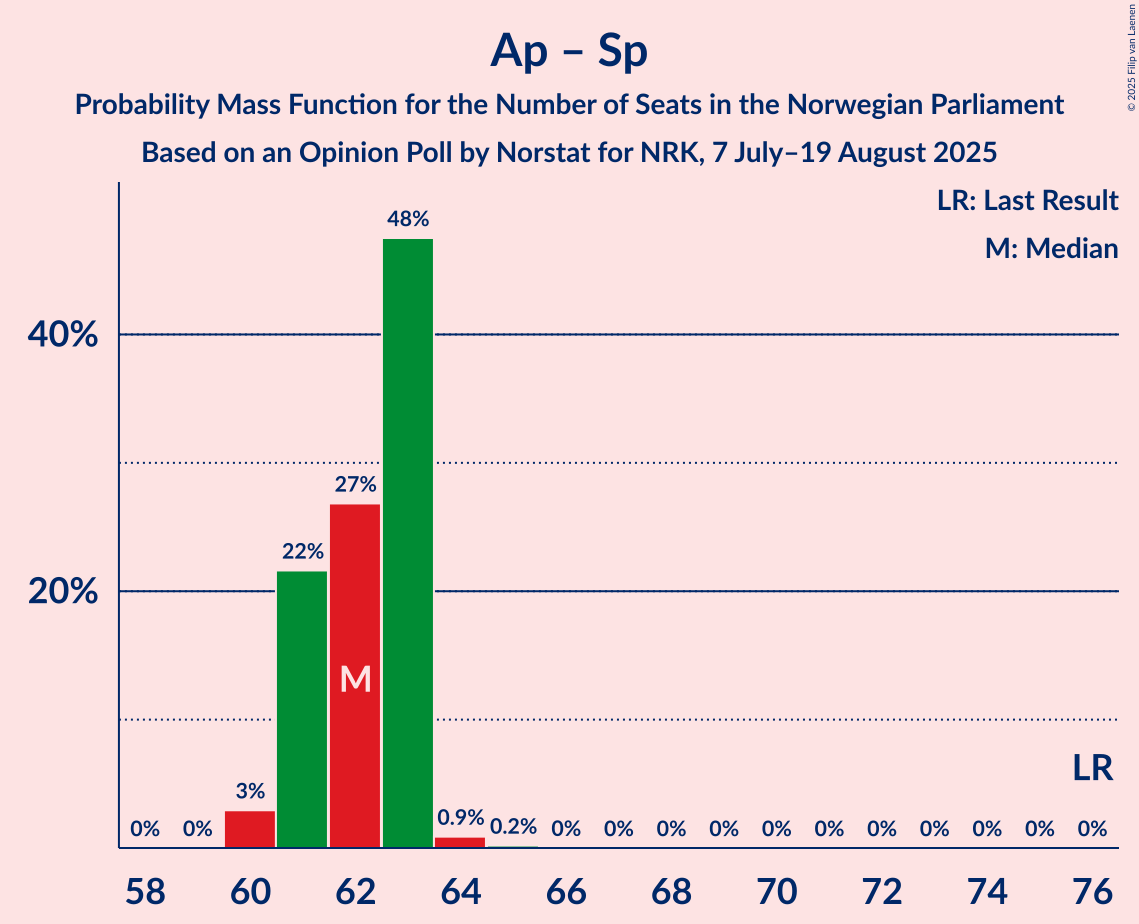 Ap – Sp
Probability Mass Function for the Number of Seats in the Norwegian Parliament
Based on an Opinion Poll by Norstat for NRK, 7 July–19 August 2025
© 2025 Filip van Laenen
LR: Last Result
M: Median
48%
40%
27%
22%
20%
M
LR
3%
0.9%
0.2%
0% 0% 0% 0% 0% 0% 0% 0% 0% 0% 0% 0% 0%
58 60 62 64 66 68 70 72 74 76